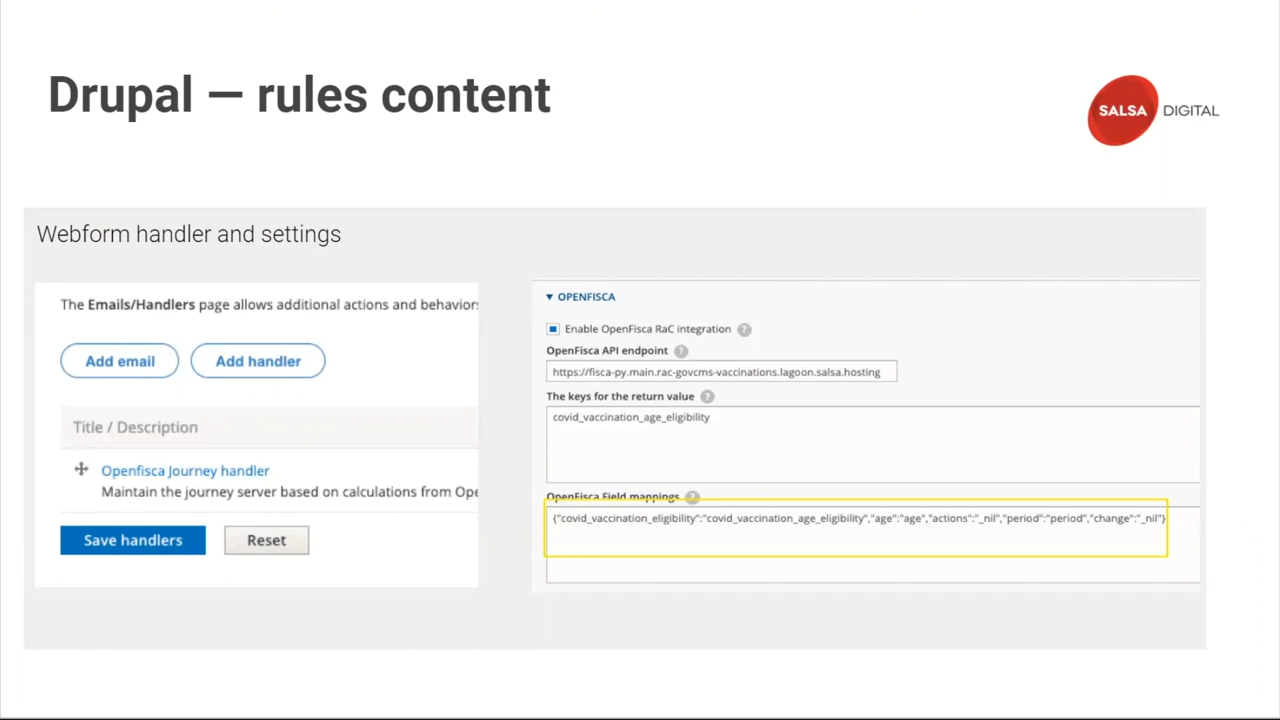 Drupal — rules content
SALSA DIGITAL
Webform handler and settings
The Emails/Handlers page allows additional actions and behaviors
Add email
Add handler
Title / Description
Openfisca Journey handler
Maintain the journey server based on calculations from Ope
Save handlers
Reset
▼ OPENFISCA
Enable OpenFisca RaC integration ?
OpenFisca API endpoint ?
https://fisca-py.main.rac-govcms-vaccinations.lagoon.salsa.hosting
The keys for the return value ?
covid_vaccination_age_eligibility
OpenFisca Field mappings ?
{"covid_vaccination_eligibility":"covid_vaccination_age_eligibility","age":"age","actions":"_nil","period":"period","change":"_nil"}